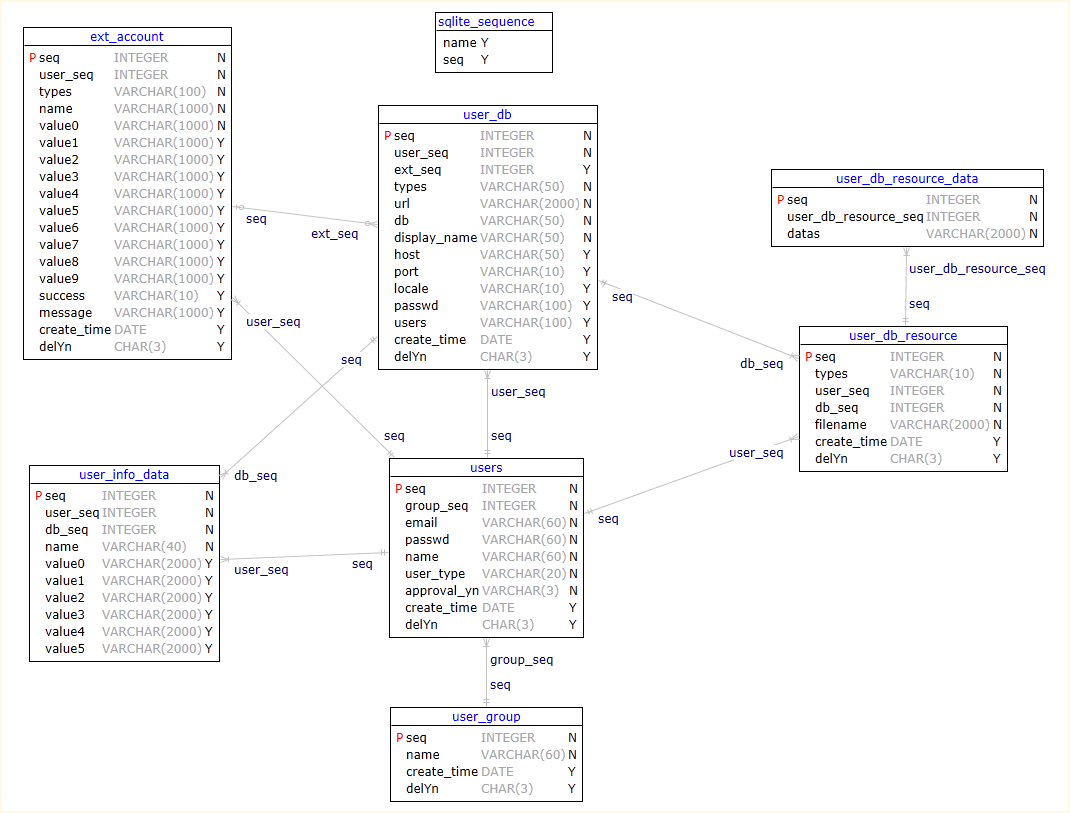 sqlite_sequence
name Y
seq Y
ext_account
P seq INTEGER N
user_seq INTEGER N
types VARCHAR(100) N
name VARCHAR(1000) N
value0 VARCHAR(1000) N
value1 VARCHAR(1000) Y
value2 VARCHAR(1000) Y
value3 VARCHAR(1000) Y
value4 VARCHAR(1000) Y
value5 VARCHAR(1000) Y
value6 VARCHAR(1000) Y
value7 VARCHAR(1000) Y
value8 VARCHAR(1000) Y
value9 VARCHAR(1000) Y
success VARCHAR(10) Y
message VARCHAR(1000) Y
create_time DATE Y
delYn CHAR(3) Y
user_db
P seq INTEGER N
user_seq INTEGER N
ext_seq INTEGER Y
types VARCHAR(50) N
url VARCHAR(2000) N
db VARCHAR(50) N
display_name VARCHAR(50) N
host VARCHAR(50) Y
port VARCHAR(10) Y
locale VARCHAR(10) Y
passwd VARCHAR(100) Y
users VARCHAR(100) Y
create_time DATE Y
delYn CHAR(3) Y
user_db_resource_data
P seq INTEGER N
user_db_resource_seq INTEGER N
datas VARCHAR(2000) N
seq
ext_seq
user_db_resource_seq
seq
seq
db_seq
user_seq
seq
seq
db_seq
user_seq
seq
user_seq
seq
user_db_resource
P seq INTEGER N
types VARCHAR(10) N
user_seq INTEGER N
db_seq INTEGER N
filename VARCHAR(2000) N
create_time DATE Y
delYn CHAR(3) Y
user_info_data
P seq INTEGER N
user_seq INTEGER N
db_seq INTEGER N
name VARCHAR(40) N
value0 VARCHAR(2000) Y
value1 VARCHAR(2000) Y
value2 VARCHAR(2000) Y
value3 VARCHAR(2000) Y
value4 VARCHAR(2000) Y
value5 VARCHAR(2000) Y
user_seq
seq
users
P seq INTEGER N
group_seq INTEGER N
email VARCHAR(60) N
passwd VARCHAR(60) N
name VARCHAR(60) N
user_type VARCHAR(20) N
approval_yn VARCHAR(3) N
create_time DATE Y
delYn CHAR(3) Y
group_seq
seq
user_group
P seq INTEGER N
name VARCHAR(60) N
create_time DATE Y
delYn CHAR(3) Y